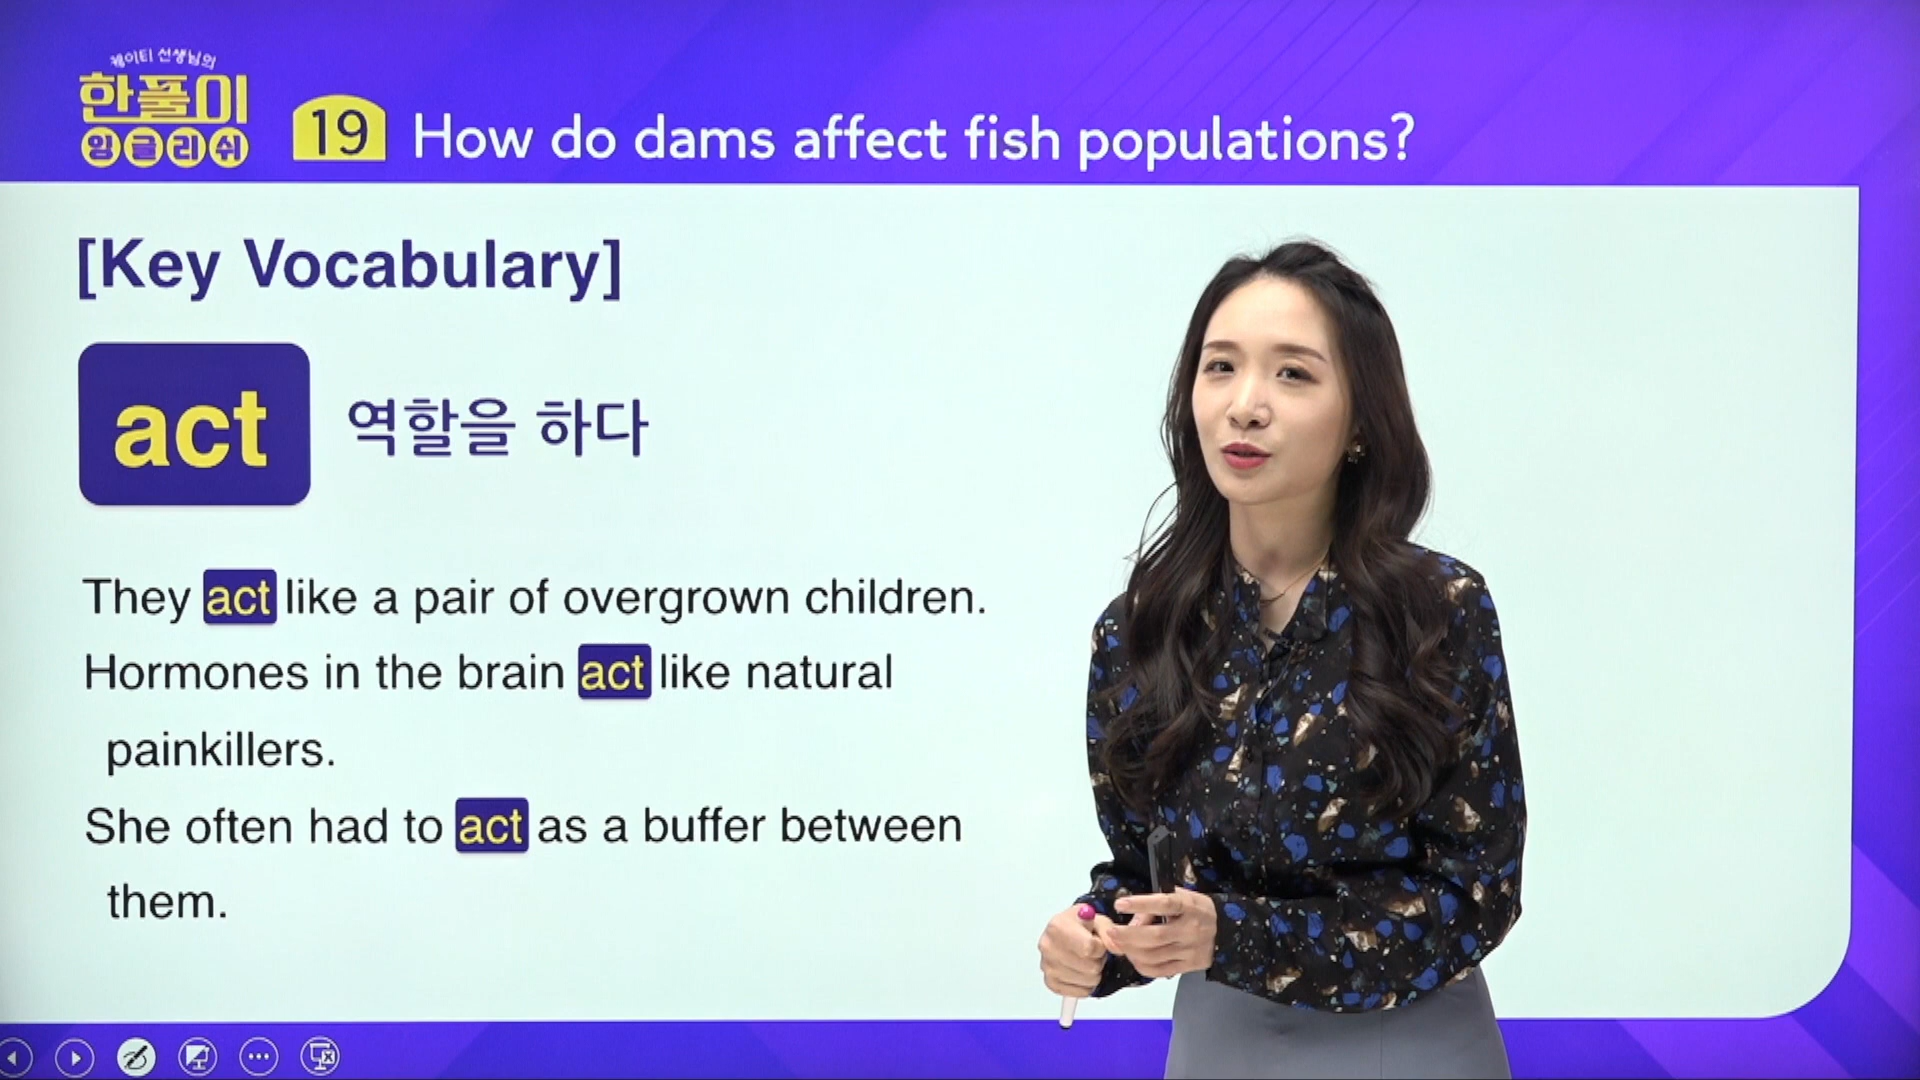 케이티 선생님의
한풀이
잉글리쉬
19 How do dams affect fish populations?
[Key Vocabulary]
act 역할을 하다
They act like a pair of overgrown children.
Hormones in the brain act like natural
painkillers.
She often had to act as a buffer between
them.